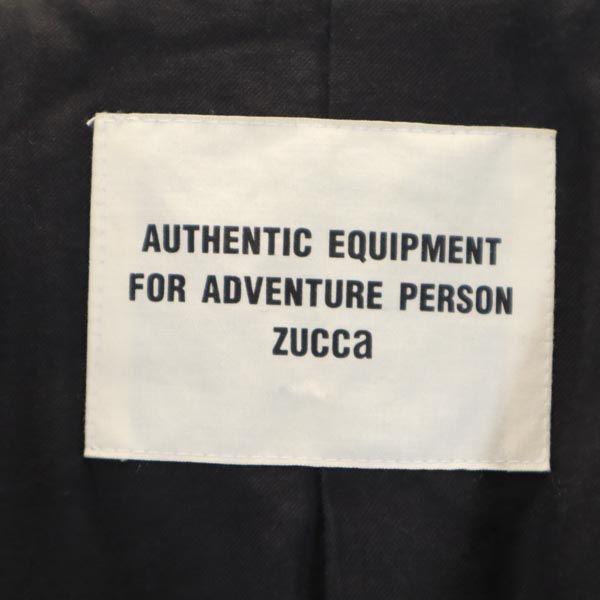 AUTHENTIC EQUIPMENT
FOR ADVENTURE PERSON
zucca